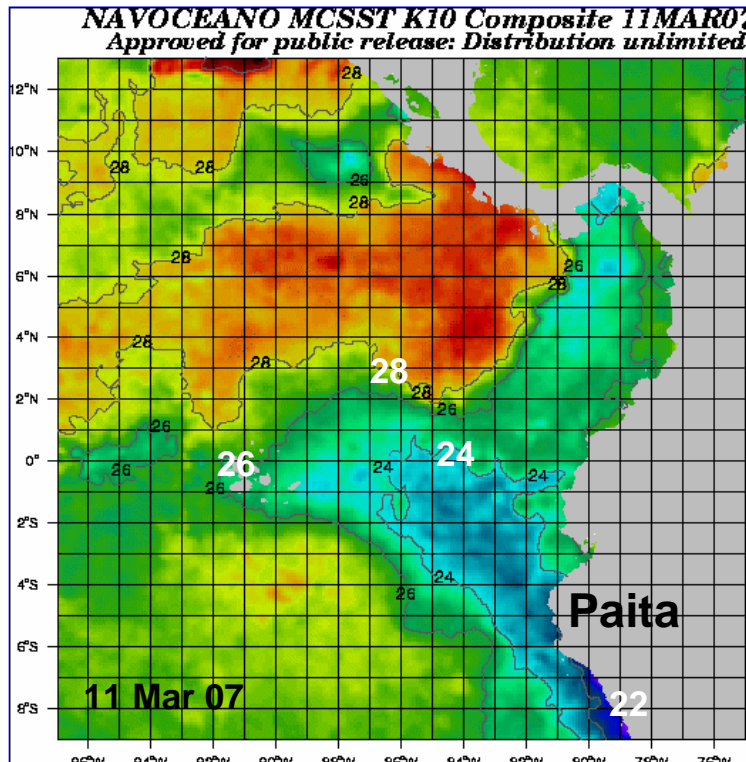 NAVOCEANO MCSST K10 Composite 11MAR07
Approved for public release: Distribution unlimited
28
12°N
10°N
28 28 26
28
8°N
28
26
6°N
28
4°N
28
28
28
28
26
2°N
26
24
0°
26 26 24 24
26
2°S
24
4°S
26
Paita
6°S
11 Mar 07
8°S
22